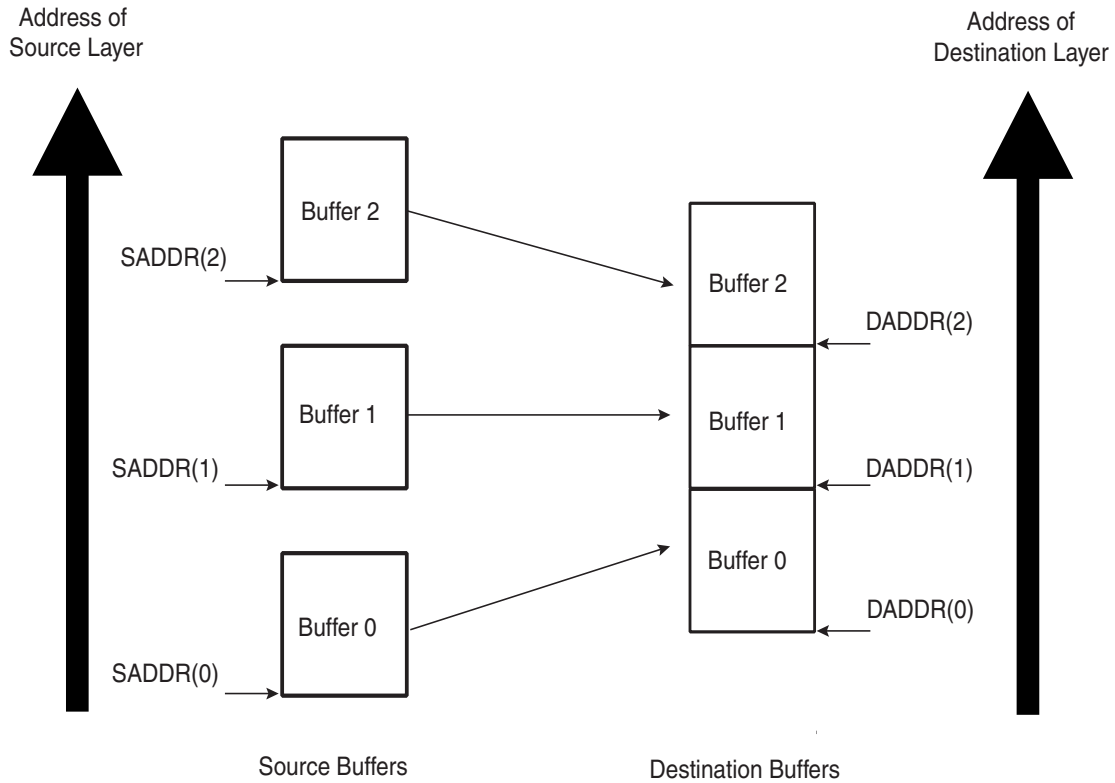 Address of
Source Layer
Address of
Destination Layer
Buffer 2
SADDR(2)
Buffer 2
DADDR(2)
Buffer 1
Buffer 1
SADDR(1)
DADDR(1)
Buffer 0
Buffer 0
DADDR(0)
SADDR(0)
Source Buffers
Destination Buffers